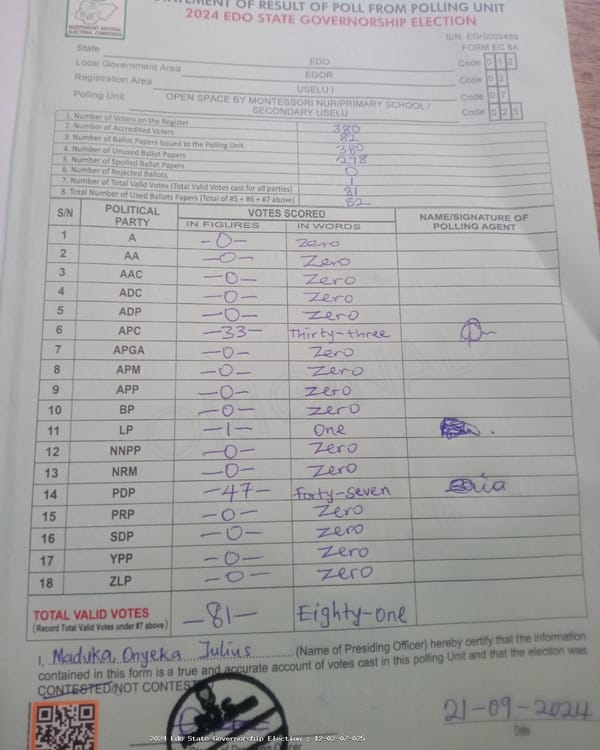 STATEMENT OF RESULT OF POLL FROM POLLING UNIT
2024 EDO STATE GOVERNORSHIP ELECTION
INEC
INDEPENDENT NATIONAL ELECTORAL COMMISSION
S/N: EG/0000489
FORM EC 8A
State EDO Code 0 1 2
Local Government Area EGOR Code 0 2
Registration Area USELU I Code 0 7
Polling Unit OPEN SPACE BY MONTESSORI NUR/PRIMARY SCHOOL / SECONDARY USELU Code 0 2 5
1. Number of Voters on the Register 380
2. Number of Accredited Voters 82
3. Number of Ballot Papers Issued to the Polling Unit 380
4. Number of Unused Ballot Papers 298
5. Number of Spoiled Ballot Papers 0
6. Number of Rejected Ballots 1
7. Number of Total Valid Votes (Total Valid Votes cast for all parties) 81
8. Total Number of Used Ballots Papers (Total of #5 + #6 + #7 above) 82
S/N POLITICAL PARTY VOTES SCORED NAME/SIGNATURE OF POLLING AGENT
IN FIGURES IN WORDS
1 A -0- Zero
2 AA -0- Zero
3 AAC -0- Zero
4 ADC -0- Zero
5 ADP -0- Zero
6 APC -33- Thirty-three
7 APGA -0- Zero
8 APM -0- Zero
9 APP -0- Zero
10 BP -0- Zero
11 LP -1- One
12 NNPP -0- Zero
13 NRM -0- Zero
14 PDP -47- forty-seven
15 PRP -0- Zero
16 SDP -0- Zero
17 YPP -0- Zero
18 ZLP -0- Zero
TOTAL VALID VOTES -81- Eighty-one
(Record Total Valid Votes under #7 above)
I, Maduka Onyeka Julius (Name of Presiding Officer) hereby certify that the information
contained in this form is a true and accurate account of votes cast in this polling Unit and that the election was
CONTESTED/NOT CONTEST
21-09-2024
Date
2024 Edo State Governorship Election : 12-02-07-025